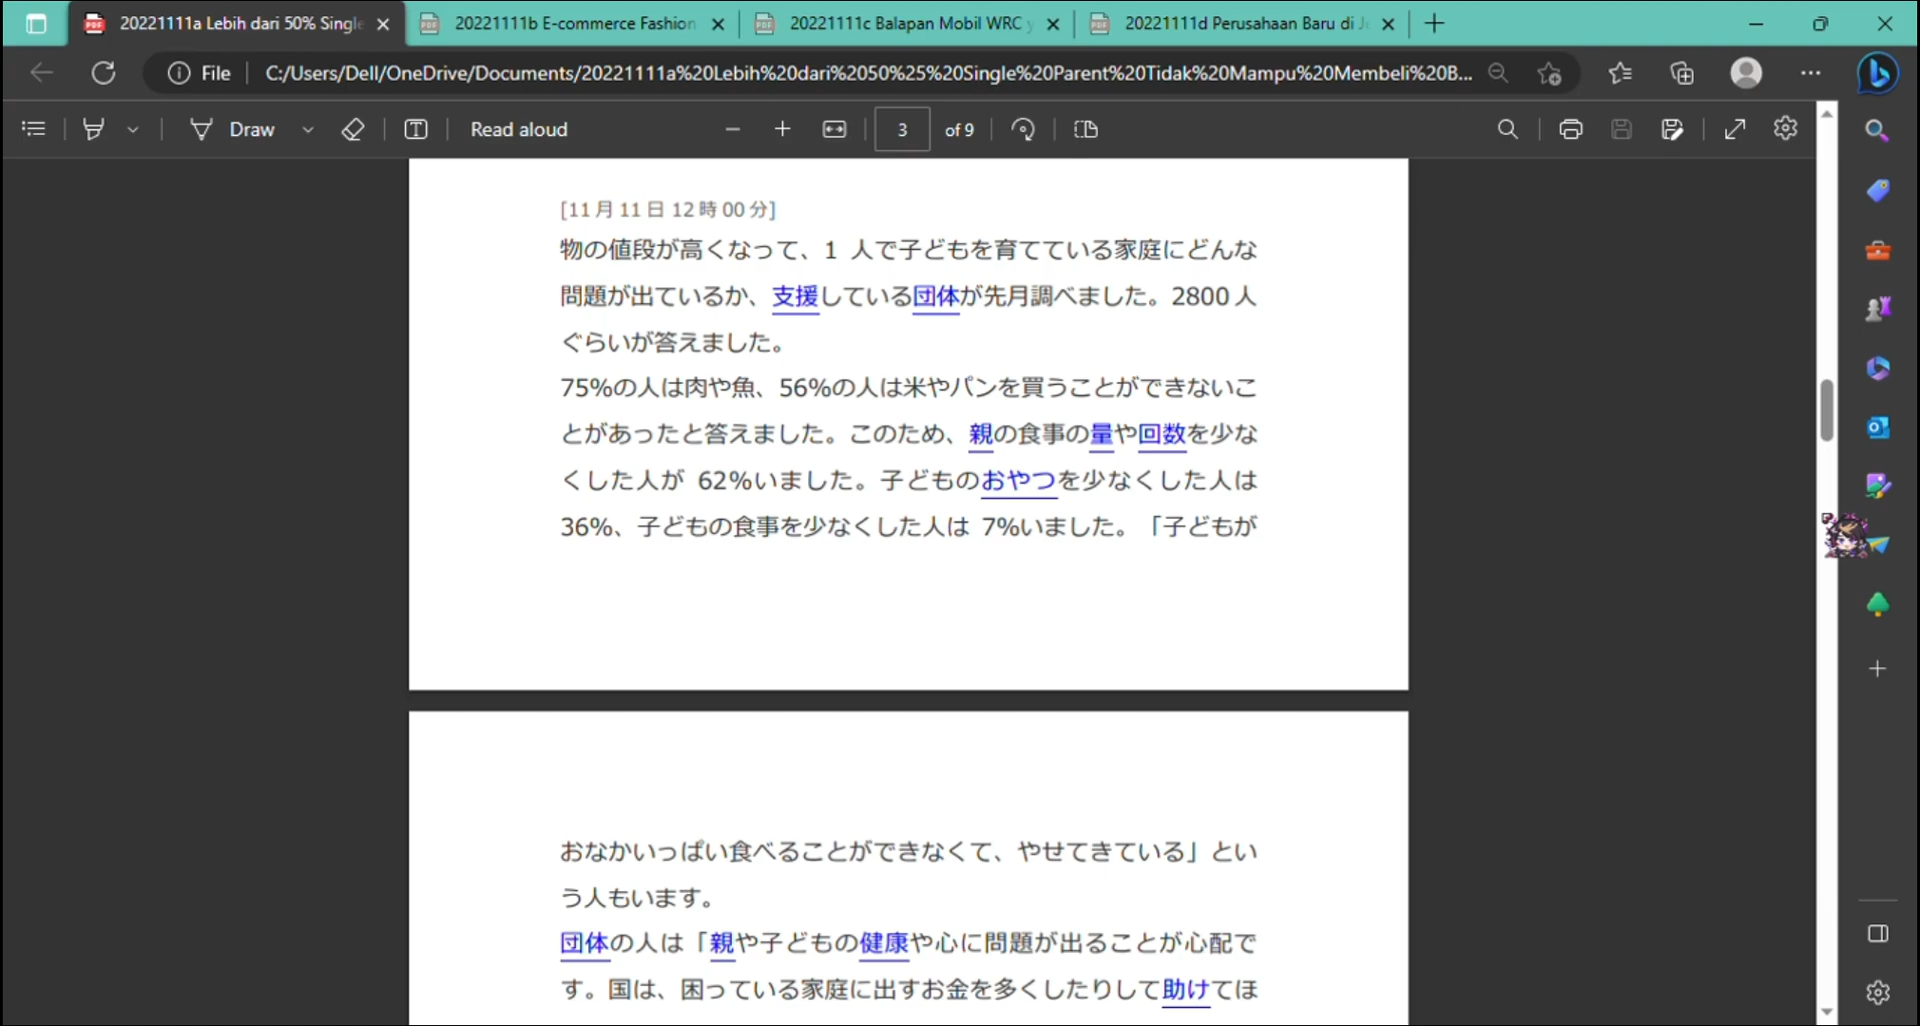 20221111a Lebih dari 50% Single
20221111b E-commerce Fashion
20221111c Balapan Mobil WRC y
20221111d Perusahaan Baru di Je
File
C:/Users/Dell/OneDrive/Documents/20221111a%20Lebih%20dari%2050%25%20Single%20Parent%20Tidak%20Mampu%20Membeli%20B...
Draw
Read aloud
3 of 9
[11月11日 12時00分]
物の値段が高くなって、1 人で子どもを育てている家庭にどんな
問題が出ているか、支援している団体が先月調べました。2800人
ぐらいが答えました。
75%の人は肉や魚、56%の人は米やパンを買うことができないこ
とがあったと答えました。このため、親の食事の量や回数を少な
くした人が 62%いました。子どものおやつを少なくした人は
36%、子どもの食事を少なくした人は 7%いました。「子どもが
おなかいっぱい食べることができなくて、やせてきている」とい
う人もいます。
団体の人は「親や子どもの健康や心に問題が出ることが心配で
す。国は、困っている家庭に出すお金を多くしたりして助けてほ